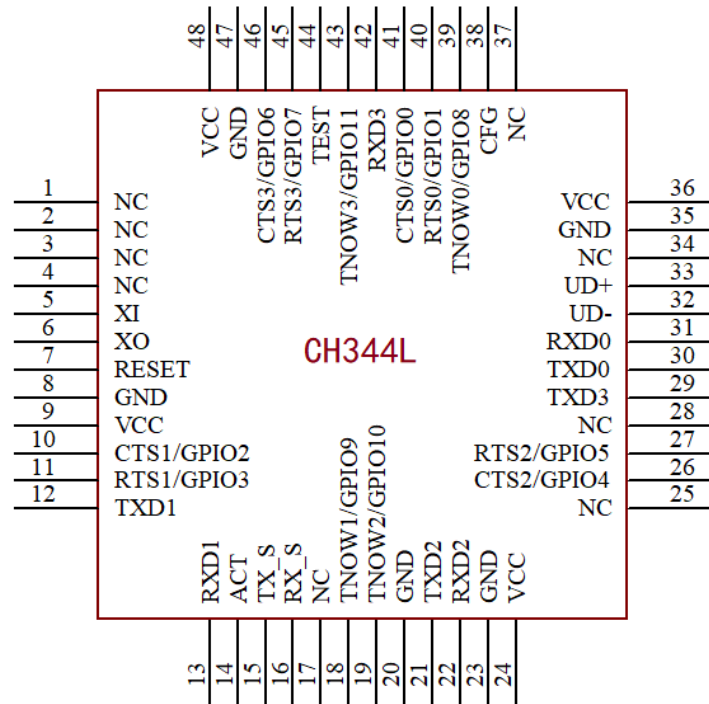 48 47 46 45 44 43 42 41 40 39 38 37
VCC
GND
CTS3/GPIO6
RTS3/GPIO7
TEST
TNOW3/GPIO11
RXD3
CTS0/GPIO0
RTS0/GPIO1
TNOW0/GPIO8
CFG
NC
1 NC
2 NC
3 NC
4 NC
5 XI
6 XO
7 RESET
8 GND
9 VCC
10 CTS1/GPIO2
11 RTS1/GPIO3
12 TXD1
CH344L
VCC 36
GND 35
NC 34
UD+ 33
UD- 32
RXD0 31
TXD0 30
TXD3 29
NC 28
RTS2/GPIO5 27
CTS2/GPIO4 26
NC 25
RXD1
ACT
TX_S
RX_S
NC
TNOW1/GPIO9
TNOW2/GPIO10
GND
TXD2
RXD2
GND
VCC
13 14 15 16 17 18 19 20 21 22 23 24